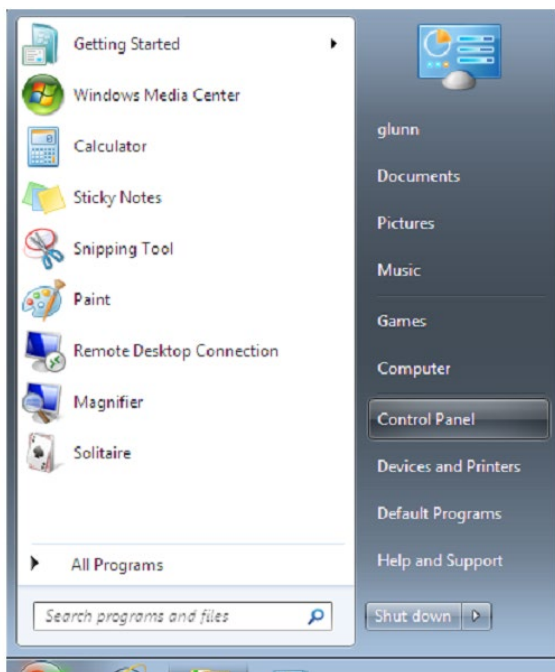 Getting Started
Windows Media Center
Calculator
Sticky Notes
Snipping Tool
Paint
Remote Desktop Connection
Magnifier
Solitaire
All Programs
Search programs and files
glunn
Documents
Pictures
Music
Games
Computer
Control Panel
Devices and Printers
Default Programs
Help and Support
Shut down